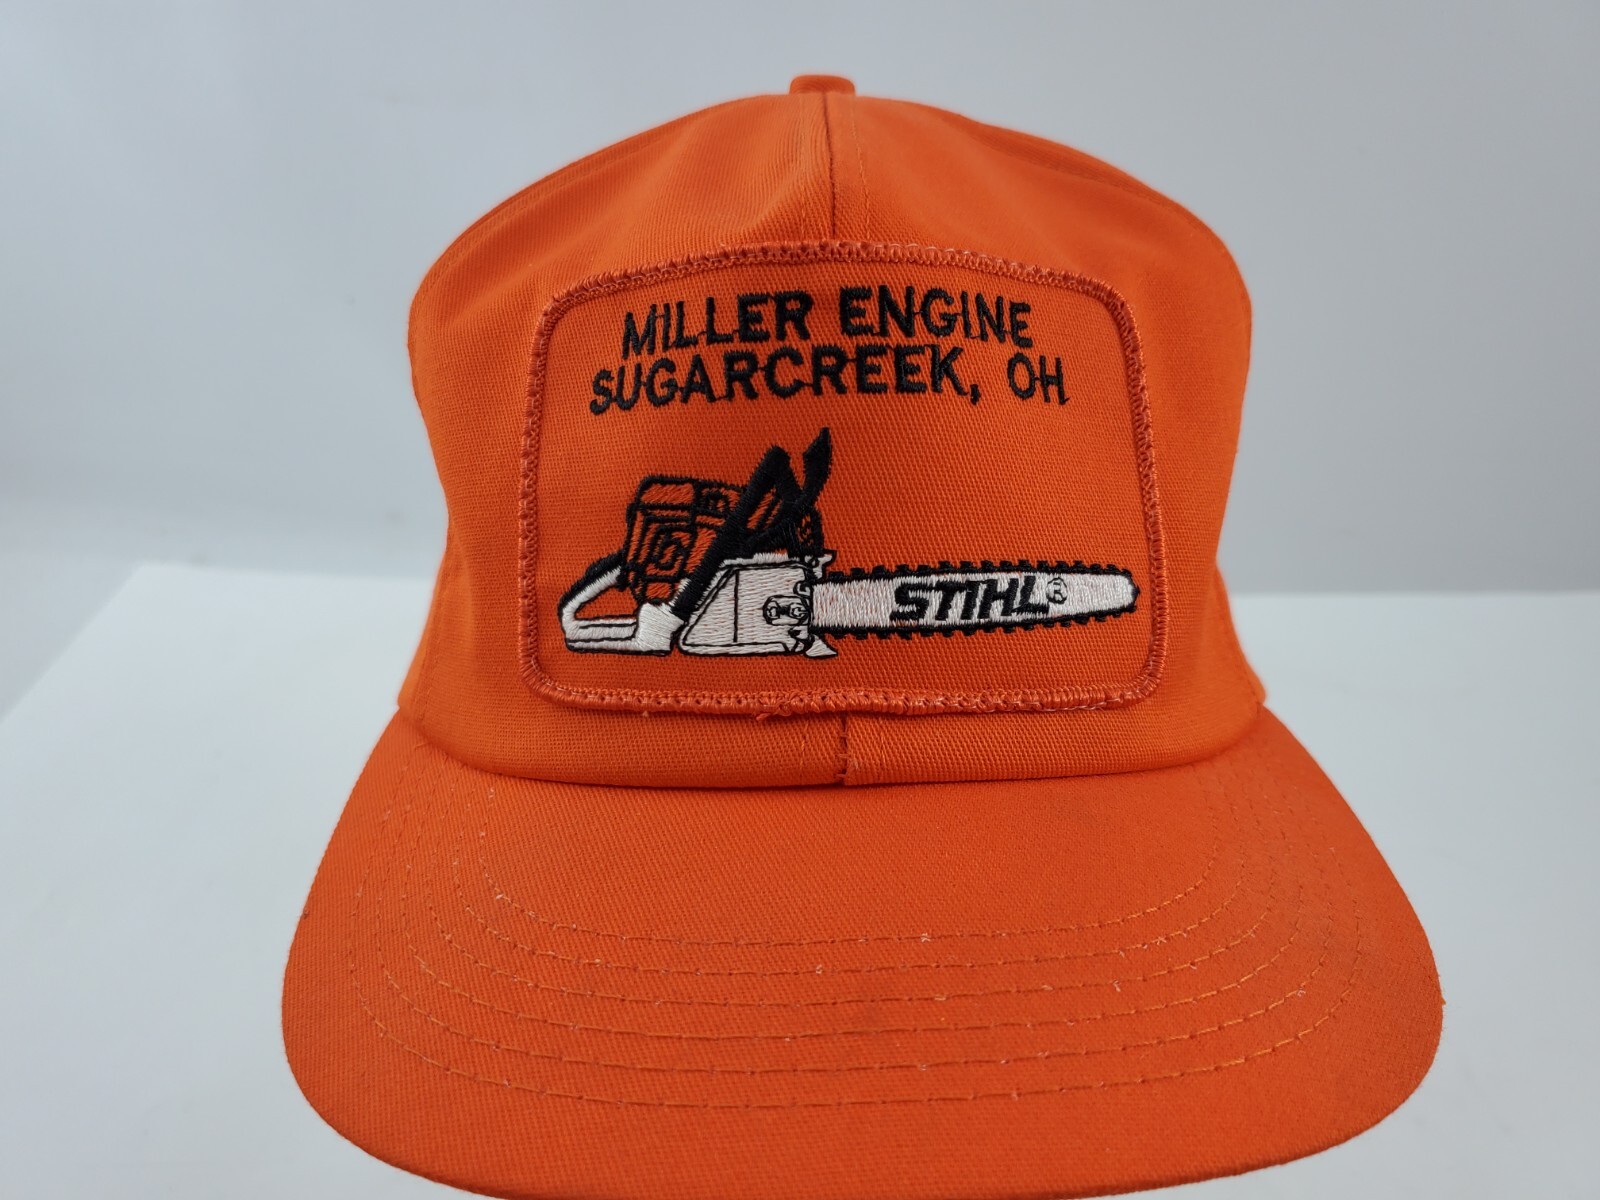 MILLER ENGINE
SUGARCREEK, OH
STIHL®